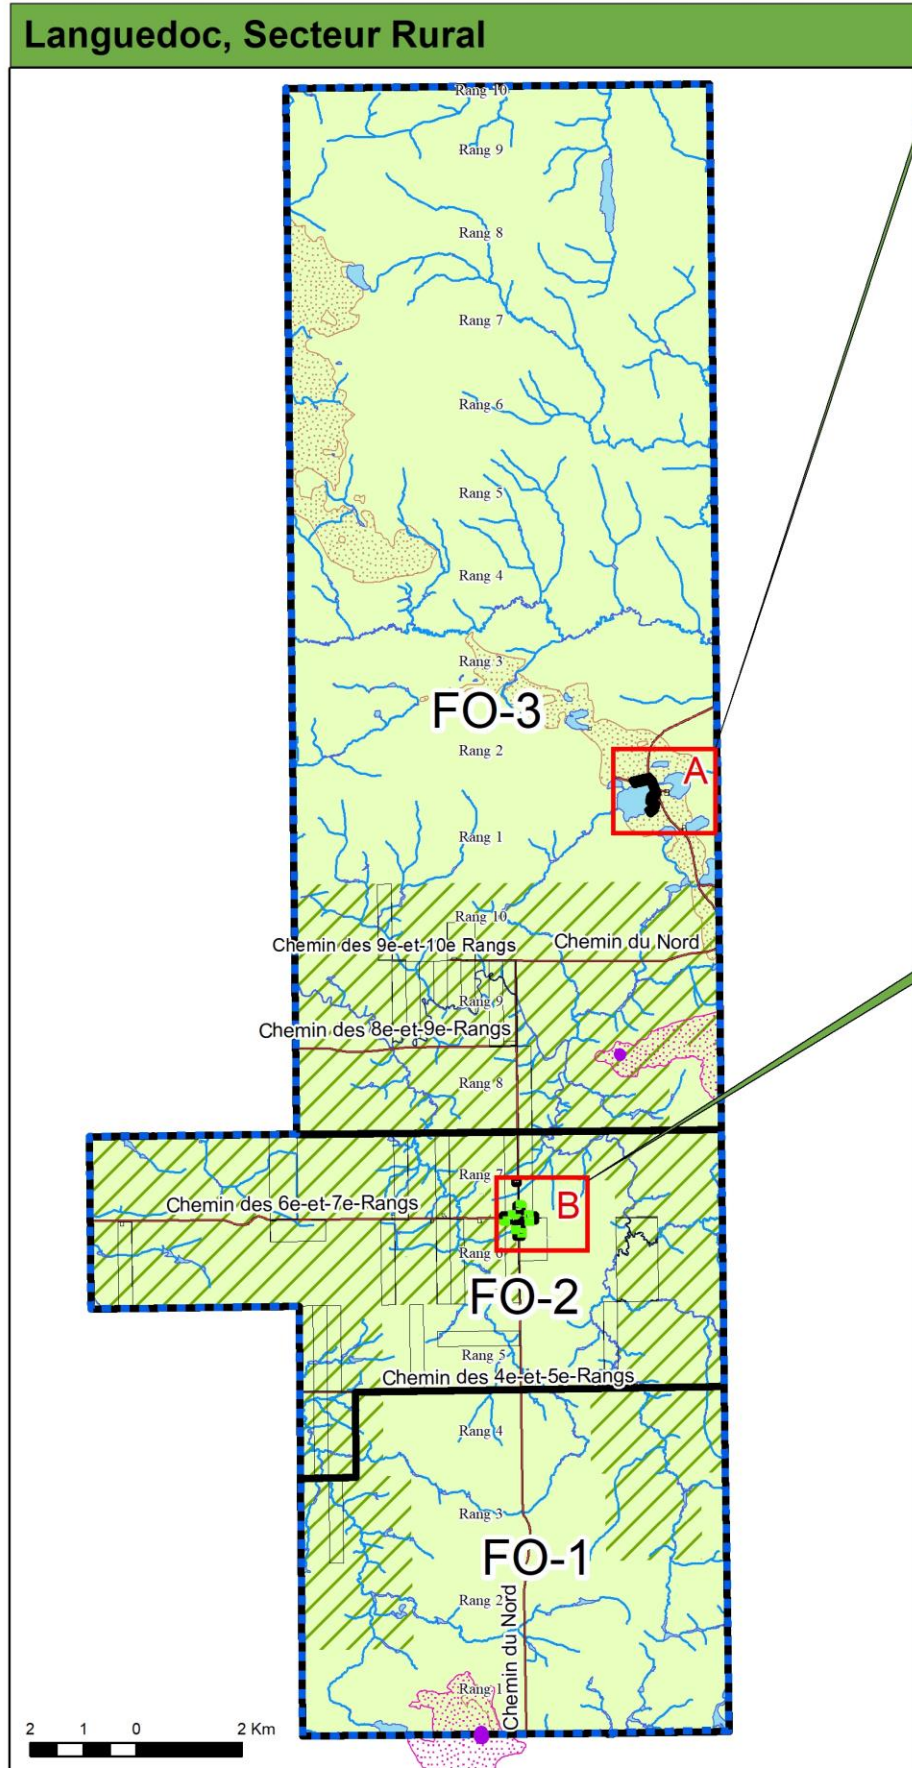 Languedoc, Secteur Rural
Rang 10
Rang 9
Rang 8
Rang 7
Rang 6
Rang 5
Rang 4
Rang 3
FO-3
Rang 2
A
Rang 1
Rang 10
Chemin des 9e-et-10e Rangs
Chemin du Nord
Rang 9
Chemin des 8e-et-9e-Rangs
Rang 8
Rang 7
B
Chemin des 6e-et-7e-Rangs
Rang 6
FO-2
Rang 5
Chemin des 4e-et-5e-Rangs
Rang 4
Rang 3
FO-1
Rang 2
Chemin du Nord
Rang 1
2 1 0 2 Km